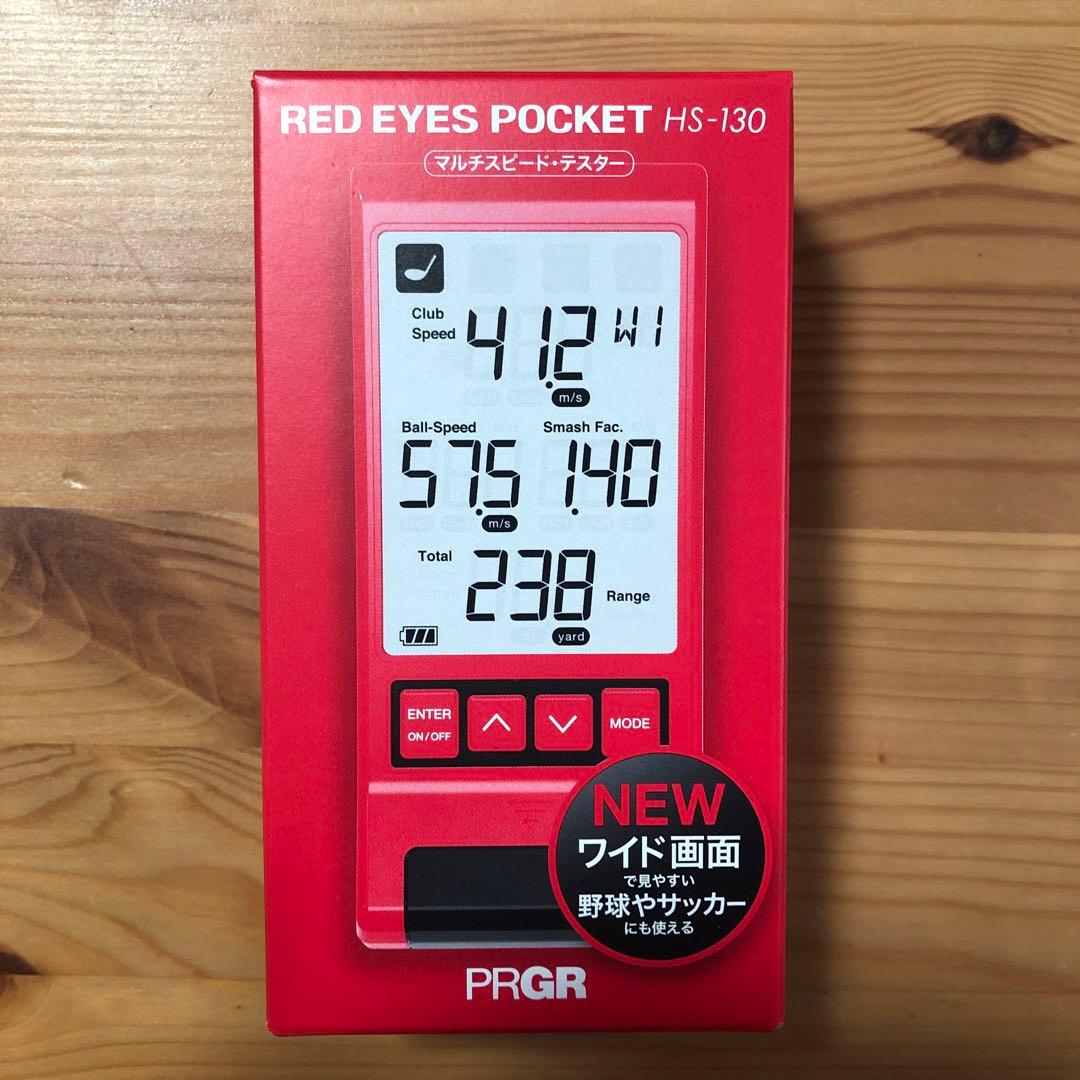 RED EYES POCKET HS-130
マルチスピード・テスター
Club
Speed
41.2 W1
m/s
Ball-Speed Smash Fac.
57.5 1.40
m/s
Total
238
Range
yard
ENTER
ON/OFF
MODE
NEW
ワイド画面
で見やすい
野球やサッカー
にも使える
PRGR